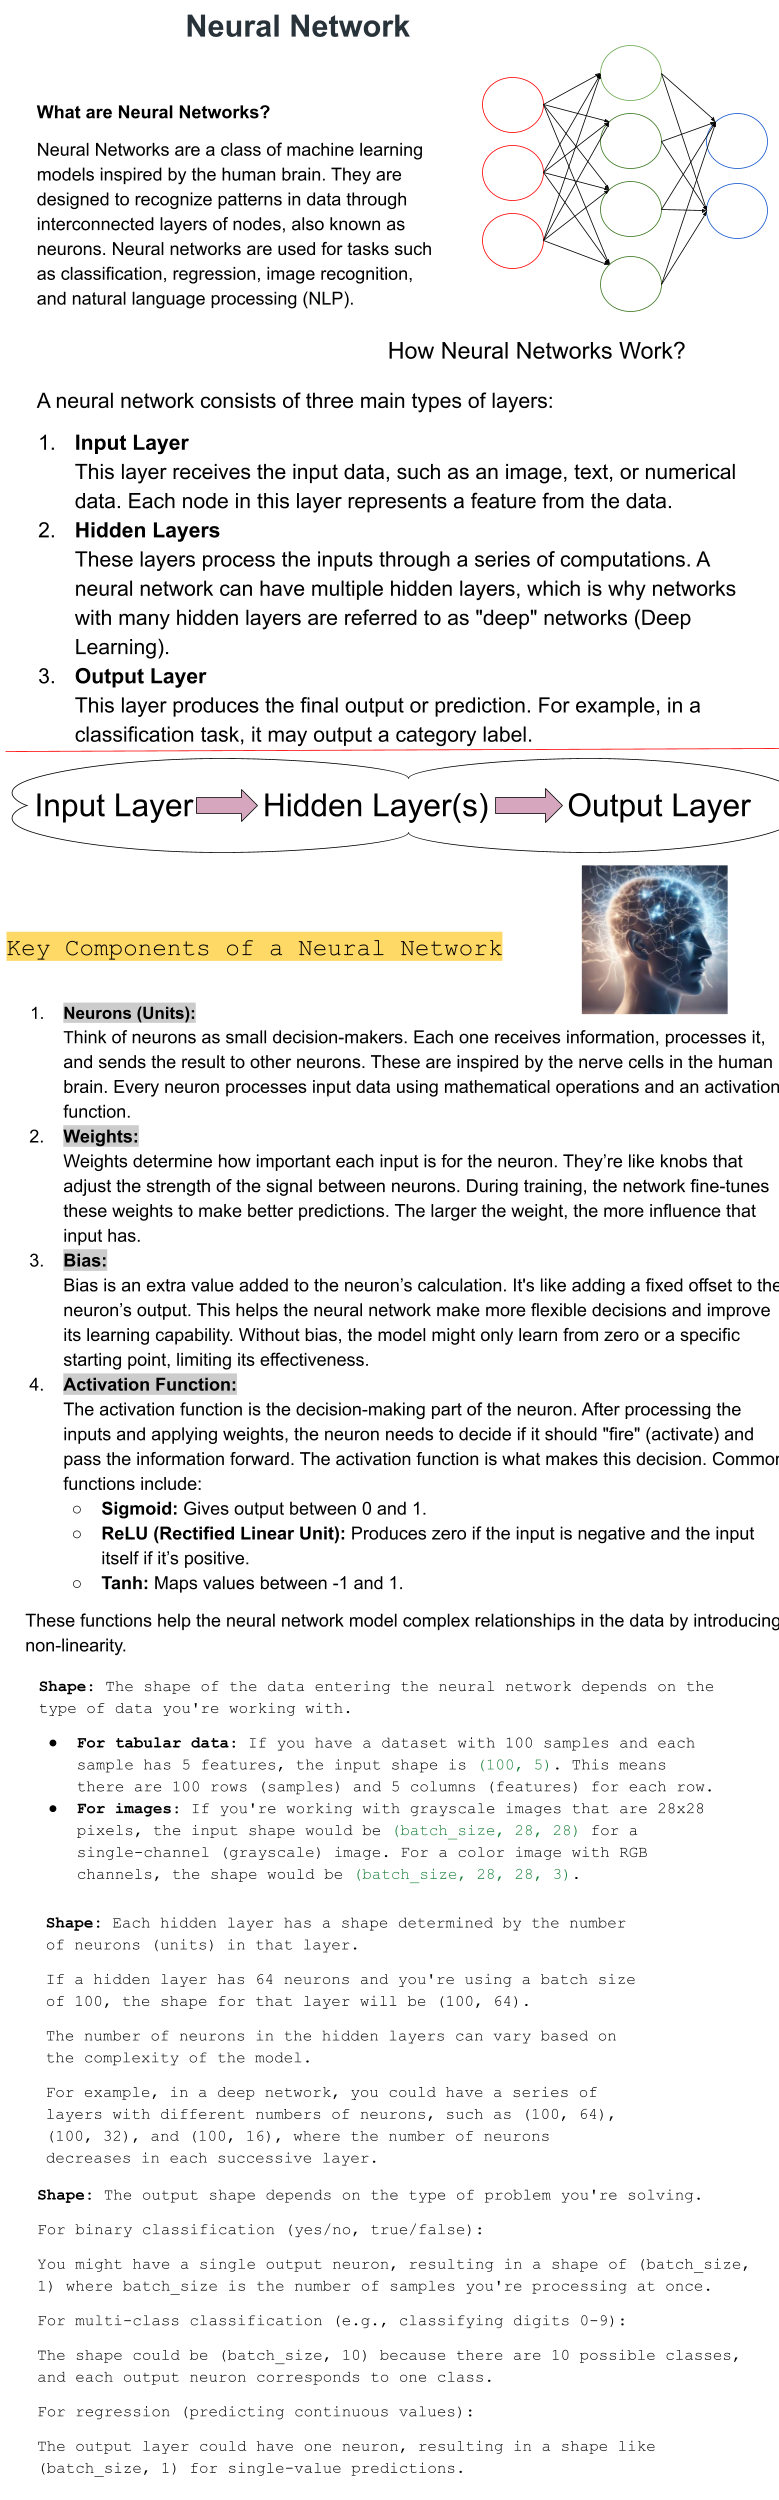 Neural Network
What are Neural Networks?
Neural Networks are a class of machine learning
models inspired by the human brain. They are
designed to recognize patterns in data through
interconnected layers of nodes, also known as
neurons. Neural networks are used for tasks such
as classification, regression, image recognition,
and natural language processing (NLP).
How Neural Networks Work?
A neural network consists of three main types of layers:
1. Input Layer
This layer receives the input data, such as an image, text, or numerical
data. Each node in this layer represents a feature from the data.
2. Hidden Layers
These layers process the inputs through a series of computations. A
neural network can have multiple hidden layers, which is why networks
with many hidden layers are referred to as "deep" networks (Deep
Learning).
3. Output Layer
This layer produces the final output or prediction. For example, in a
classification task, it may output a category label.
Input Layer Hidden Layer(s) Output Layer
Key Components of a Neural Network
1. Neurons (Units):
Think of neurons as small decision-makers. Each one receives information, processes it,
and sends the result to other neurons. These are inspired by the nerve cells in the human
brain. Every neuron processes input data using mathematical operations and an activation
function.
2. Weights:
Weights determine how important each input is for the neuron. They’re like knobs that
adjust the strength of the signal between neurons. During training, the network fine-tunes
these weights to make better predictions. The larger the weight, the more influence that
input has.
3. Bias:
Bias is an extra value added to the neuron’s calculation. It's like adding a fixed offset to the
neuron’s output. This helps the neural network make more flexible decisions and improve
its learning capability. Without bias, the model might only learn from zero or a specific
starting point, limiting its effectiveness.
4. Activation Function:
The activation function is the decision-making part of the neuron. After processing the
inputs and applying weights, the neuron needs to decide if it should "fire" (activate) and
pass the information forward. The activation function is what makes this decision. Common
functions include:
○ Sigmoid: Gives output between 0 and 1.
○ ReLU (Rectified Linear Unit): Produces zero if the input is negative and the input
itself if it’s positive.
○ Tanh: Maps values between -1 and 1.
These functions help the neural network model complex relationships in the data by introducing
non-linearity.
Shape: The shape of the data entering the neural network depends on the
type of data you're working with.
● For tabular data: If you have a dataset with 100 samples and each
sample has 5 features, the input shape is (100, 5). This means
there are 100 rows (samples) and 5 columns (features) for each row.
● For images: If you're working with grayscale images that are 28x28
pixels, the input shape would be (batch_size, 28, 28) for a
single-channel (grayscale) image. For a color image with RGB
channels, the shape would be (batch_size, 28, 28, 3).
Shape: Each hidden layer has a shape determined by the number
of neurons (units) in that layer.
If a hidden layer has 64 neurons and you're using a batch size
of 100, the shape for that layer will be (100, 64).
The number of neurons in the hidden layers can vary based on
the complexity of the model.
For example, in a deep network, you could have a series of
layers with different numbers of neurons, such as (100, 64),
(100, 32), and (100, 16), where the number of neurons
decreases in each successive layer.
Shape: The output shape depends on the type of problem you're solving.
For binary classification (yes/no, true/false):
You might have a single output neuron, resulting in a shape of (batch_size,
1) where batch_size is the number of samples you're processing at once.
For multi-class classification (e.g., classifying digits 0-9):
The shape could be (batch_size, 10) because there are 10 possible classes,
and each output neuron corresponds to one class.
For regression (predicting continuous values):
The output layer could have one neuron, resulting in a shape like
(batch_size, 1) for single-value predictions.